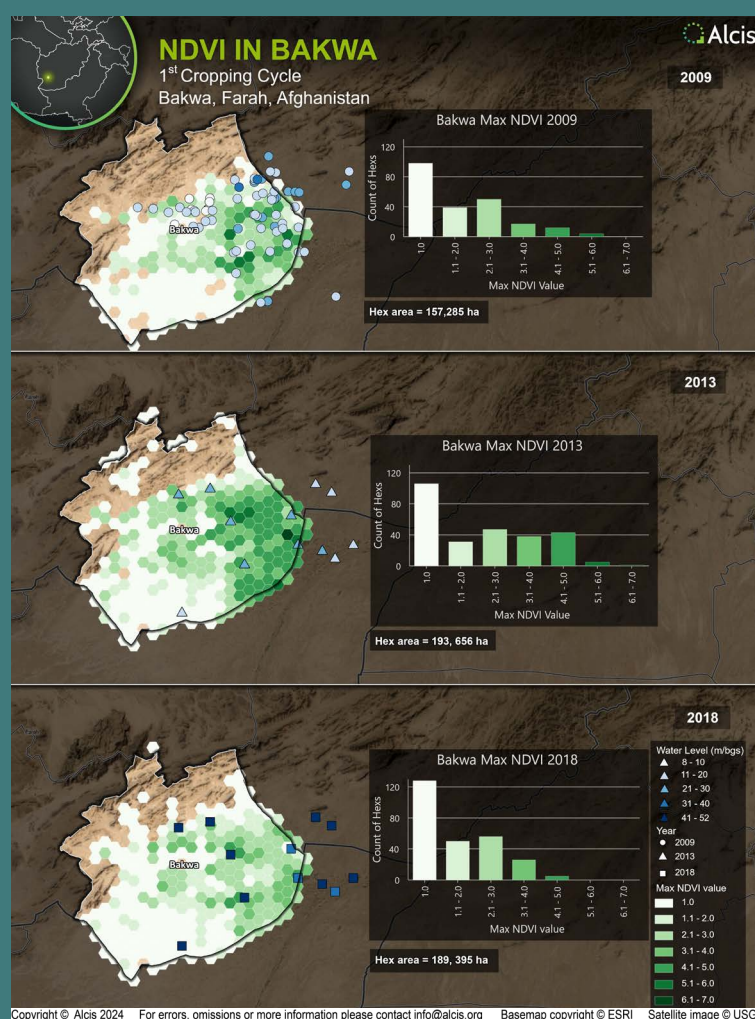 NDVI IN BAKWA
1st Cropping Cycle
Bakwa, Farah, Afghanistan
Alcis
2009
Bakwa
Bakwa Max NDVI 2009
Count of Hexs
120
80
40
0
1.0
1.1 - 2.0
2.1 - 3.0
3.1 - 4.0
4.1 - 5.0
5.1 - 6.0
6.1 - 7.0
Max NDVI Value
Hex area = 157,285 ha
2013
Bakwa
Bakwa Max NDVI 2013
Count of Hexs
120
80
40
0
1.0
1.1 - 2.0
2.1 - 3.0
3.1 - 4.0
4.1 - 5.0
5.1 - 6.0
6.1 - 7.0
Max NDVI Value
Hex area = 193, 656 ha
2018
Bakwa
Bakwa Max NDVI 2018
Count of Hexs
120
80
40
0
1.0
1.1 - 2.0
2.1 - 3.0
3.1 - 4.0
4.1 - 5.0
5.1 - 6.0
6.1 - 7.0
Max NDVI value
Hex area = 189, 395 ha
Water Level (m/bgs)
8 - 10
11 - 20
21 - 30
31 - 40
41 - 52
Year
2009
2013
2018
Max NDVI value
1.0
1.1 - 2.0
2.1 - 3.0
3.1 - 4.0
4.1 - 5.0
5.1 - 6.0
6.1 - 7.0
Copyright © Alcis 2024 For errors, omissions or more information please contact info@alcis.org Basemap copyright © ESRI Satellite image © USG